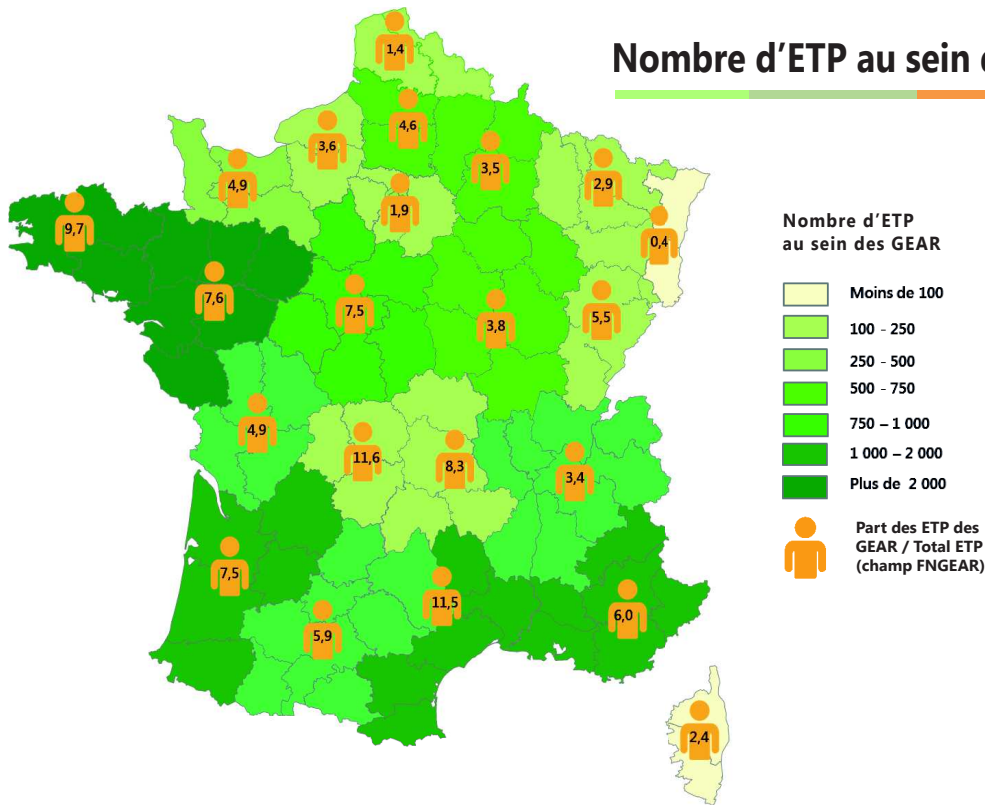 Nombre d'ETP au sein d
1,4
4,6
3,6
3,5
4,9
2,9
1,9
9,7
0,4
7,6
7,5
3,8
5,5
4,9
11,6
8,3
3,4
7,5
11,5
5,9
6,0
2,4
Nombre d'ETP
au sein des GEAR
Moins de 100
100 - 250
250 - 500
500 - 750
750 – 1 000
1 000 – 2 000
Plus de 2 000
Part des ETP des
GEAR / Total ETP
(champ FNGEAR)